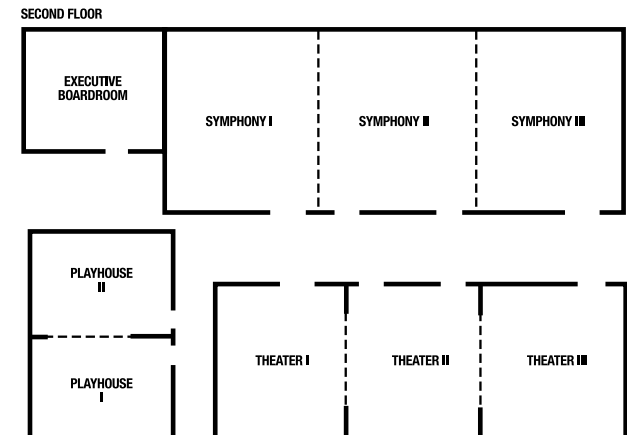 SECOND FLOOR
EXECUTIVE
BOARDROOM
SYMPHONY I
SYMPHONY II
SYMPHONY III
PLAYHOUSE
II
THEATER I
THEATER II
THEATER III
PLAYHOUSE
I